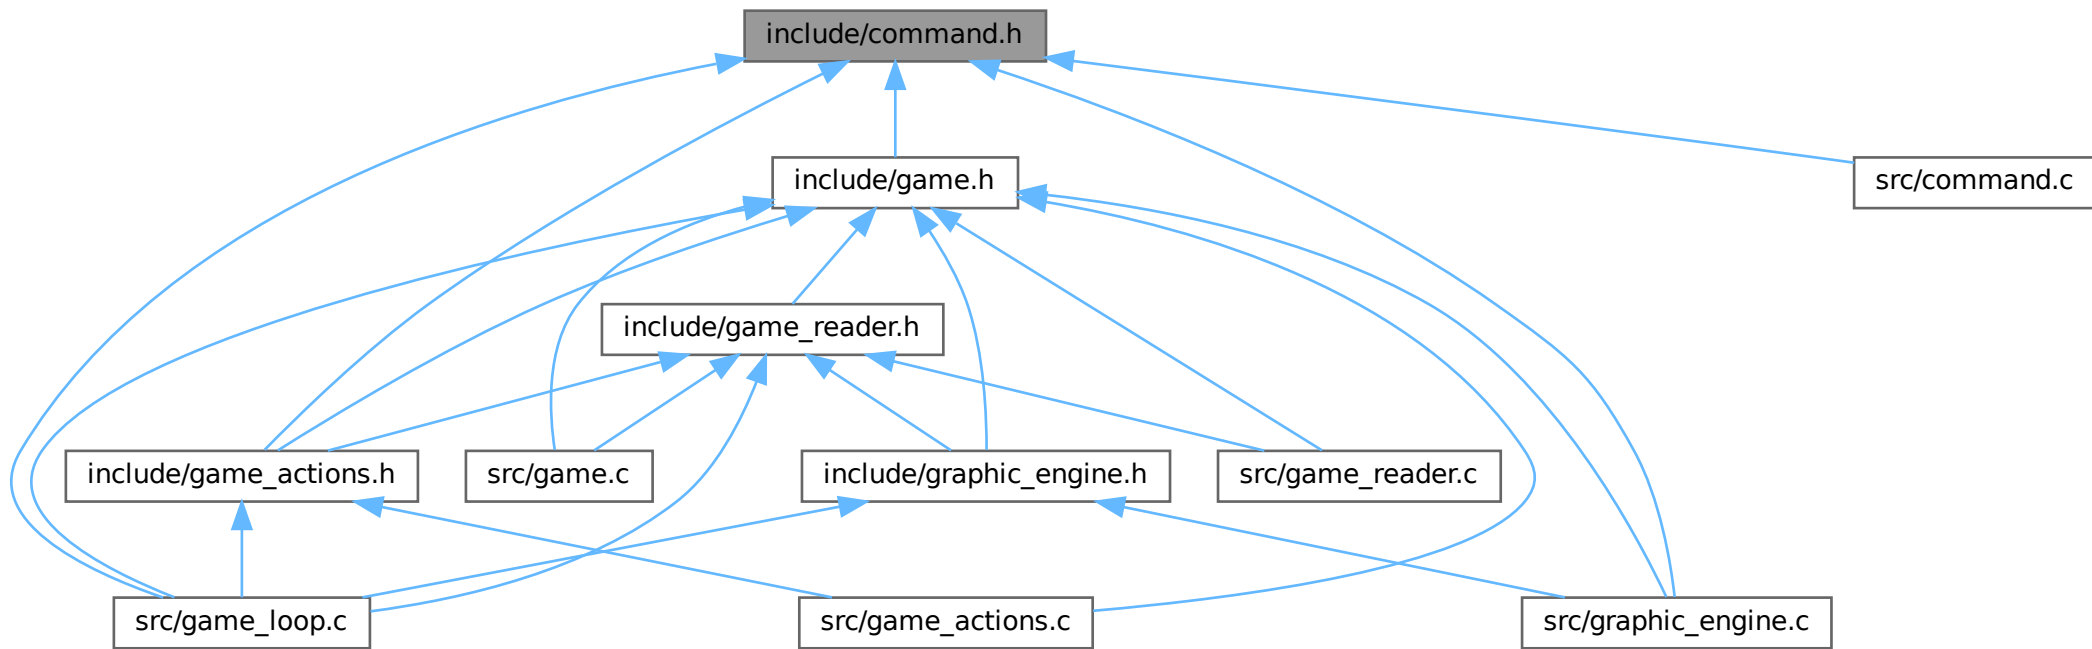 include/command.h
include/game.h
src/command.c
include/game_reader.h
include/game_actions.h
src/game.c
include/graphic_engine.h
src/game_reader.c
src/game_loop.c
src/game_actions.c
src/graphic_engine.c